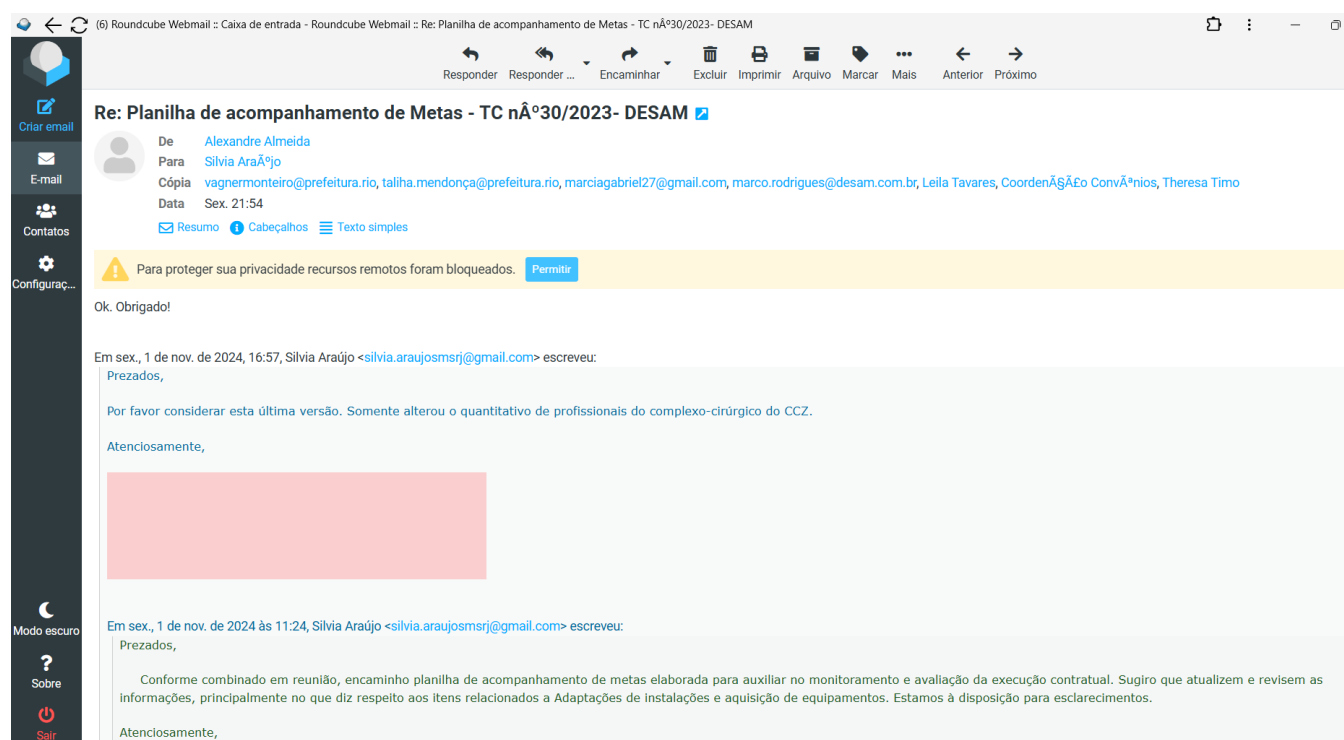 (6) Roundcube Webmail :: Caixa de entrada - Roundcube Webmail :: Re: Planilha de acompanhamento de Metas - TC nÂº30/2023- DESAM
Responder Responder ... Encaminhar Excluir Imprimir Arquivo Marcar Mais Anterior Próximo
Criar email
E-mail
Contatos
Configuraç...
Modo escuro
Sobre
Sair
Re: Planilha de acompanhamento de Metas - TC nÂº30/2023- DESAM
De Alexandre Almeida
Para Silvia AraÃºjo
Cópia vagnermonteiro@prefeitura.rio, taliha.mendonça@prefeitura.rio, marciagabriel27@gmail.com, marco.rodrigues@desam.com.br, Leila Tavares, CoordenÃ§Ã£o ConvÃªnios, Theresa Timo
Data Sex. 21:54
Resumo Cabeçalhos Texto simples
Para proteger sua privacidade recursos remotos foram bloqueados. Permitir
Ok. Obrigado!
Em sex., 1 de nov. de 2024, 16:57, Silvia Araújo <silvia.araujosmsrj@gmail.com> escreveu:
Prezados,
Por favor considerar esta última versão. Somente alterou o quantitativo de profissionais do complexo-cirúrgico do CCZ.
Atenciosamente,
Em sex., 1 de nov. de 2024 às 11:24, Silvia Araújo <silvia.araujosmsrj@gmail.com> escreveu:
Prezados,
Conforme combinado em reunião, encaminho planilha de acompanhamento de metas elaborada para auxiliar no monitoramento e avaliação da execução contratual. Sugiro que atualizem e revisem as
informações, principalmente no que diz respeito aos itens relacionados a Adaptações de instalações e aquisição de equipamentos. Estamos à disposição para esclarecimentos.
Atenciosamente,